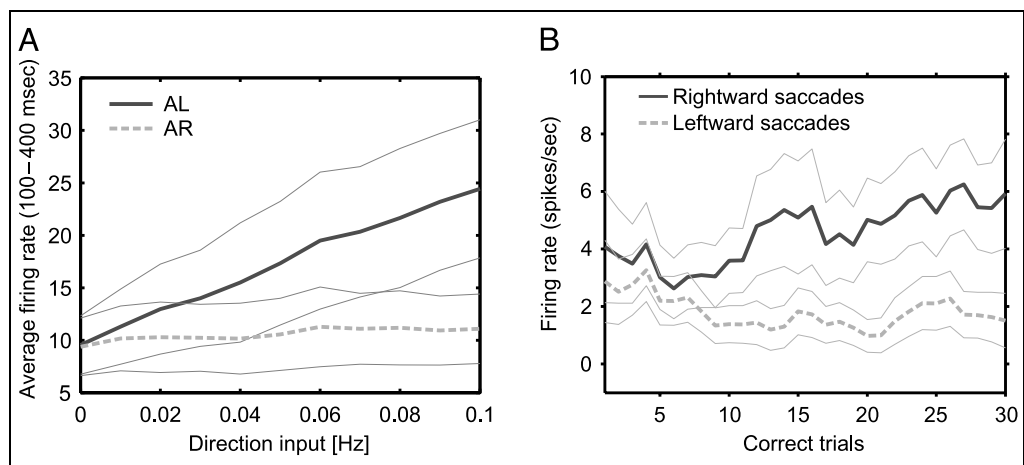 A
Average firing rate (100–400 msec)
35
30
25
20
15
10
5
AL
AR
0
0.02
0.04
0.06
0.08
0.1
Direction input [Hz]
B
Firing rate (spikes/sec)
10
8
6
4
2
0
Rightward saccades
Leftward saccades
5
10
15
20
25
30
Correct trials